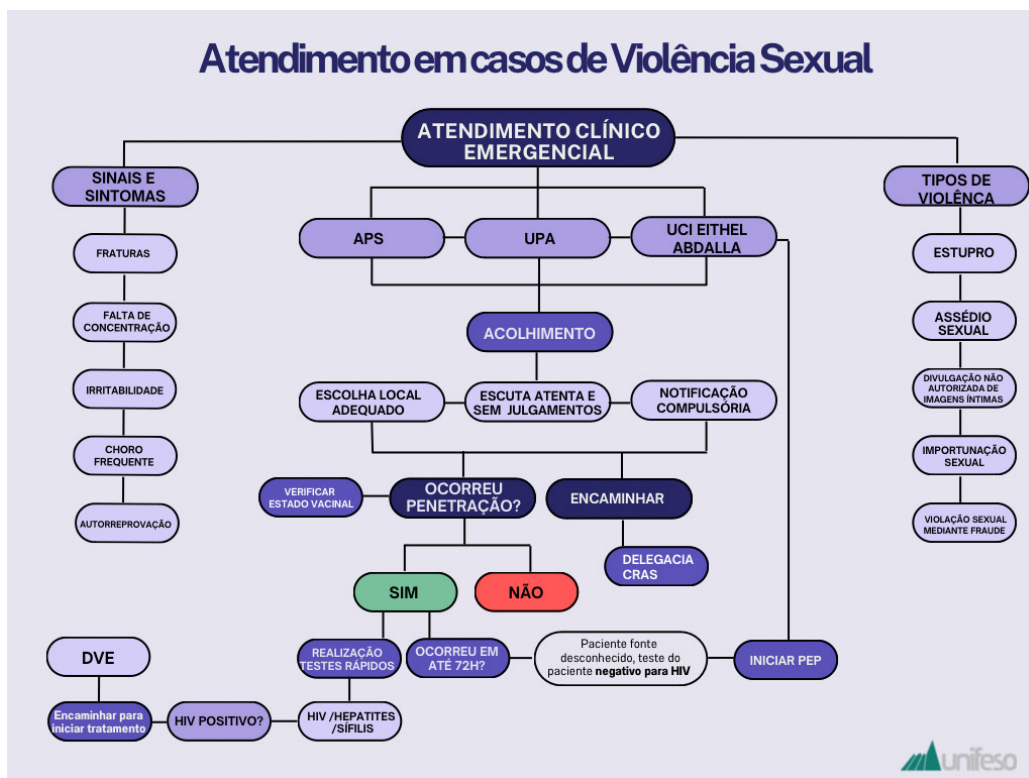 Atendimento em casos de Violência Sexual
ATENDIMENTO CLÍNICO
EMERGENCIAL
SINAIS E
SINTOMAS
FRATURAS
FALTA DE
CONCENTRAÇÃO
IRRITABILIDADE
CHORO
FREQUENTE
AUTORREPROVAÇÃO
APS
UPA
UCI EITHEL
ABDALLA
ACOLHIMENTO
ESCOLHA LOCAL
ADEQUADO
ESCUTA ATENTA E
SEM JULGAMENTOS
NOTIFICAÇÃO
COMPULSÓRIA
VERIFICAR
ESTADO VACINAL
OCORREU
PENETRAÇÃO?
ENCAMINHAR
DELEGACIA
CRAS
SIM
NÃO
REALIZAÇÃO
TESTES RÁPIDOS
OCORREU EM
ATÉ 72H?
Paciente fonte
desconhecido, teste do
paciente negativo para HIV
INICIAR PEP
HIV /HEPATITES
/SÍFILIS
HIV POSITIVO?
Encaminhar para
iniciar tratamento
DVE
TIPOS DE
VIOLÊNCA
ESTUPRO
ASSÉDIO
SEXUAL
DIVULGAÇÃO NÃO
AUTORIZADA DE
IMAGENS ÍNTIMAS
IMPORTUNAÇÃO
SEXUAL
VIOLAÇÃO SEXUAL
MEDIANTE FRAUDE
unifeso